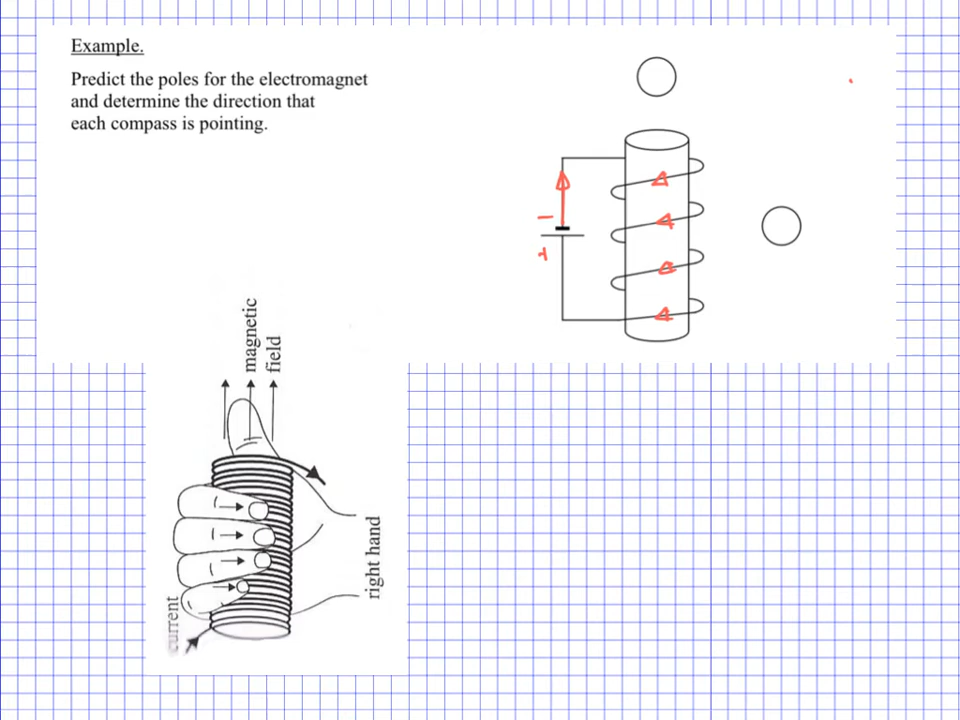 Example.
Predict the poles for the electromagnet
and determine the direction that
each compass is pointing.
−
+
magnetic
field
right hand
current